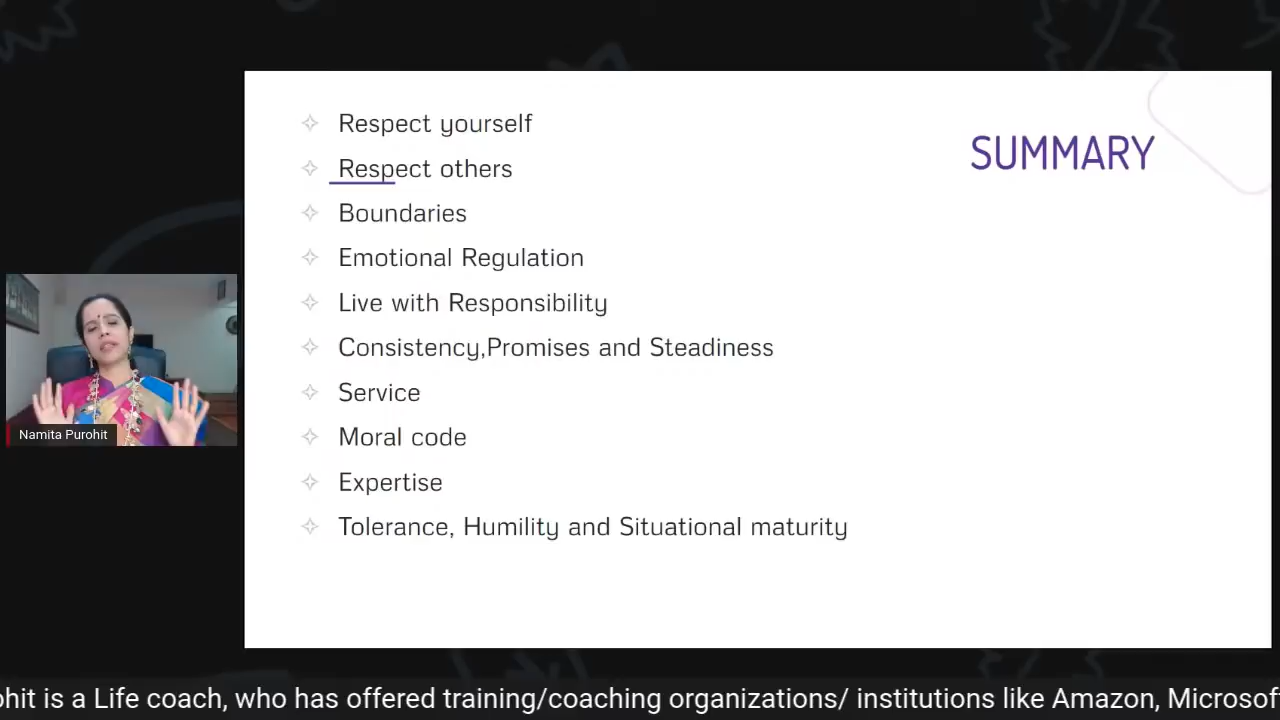 SUMMARY
Respect yourself
Respect others
Boundaries
Emotional Regulation
Live with Responsibility
Consistency,Promises and Steadiness
Service
Moral code
Expertise
Tolerance, Humility and Situational maturity
Namita Purohit
is a Life coach, who has offered training/coaching organizations/ institutions like Amazon,